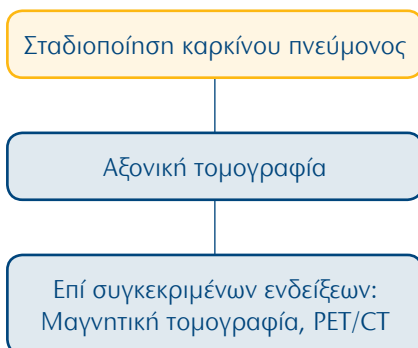 Σταδιοποίηση καρκίνου πνεύμονος
Αξονική τομογραφία
Επί συγκεκριμένων ενδείξεων:
Μαγνητική τομογραφία, PET/CT